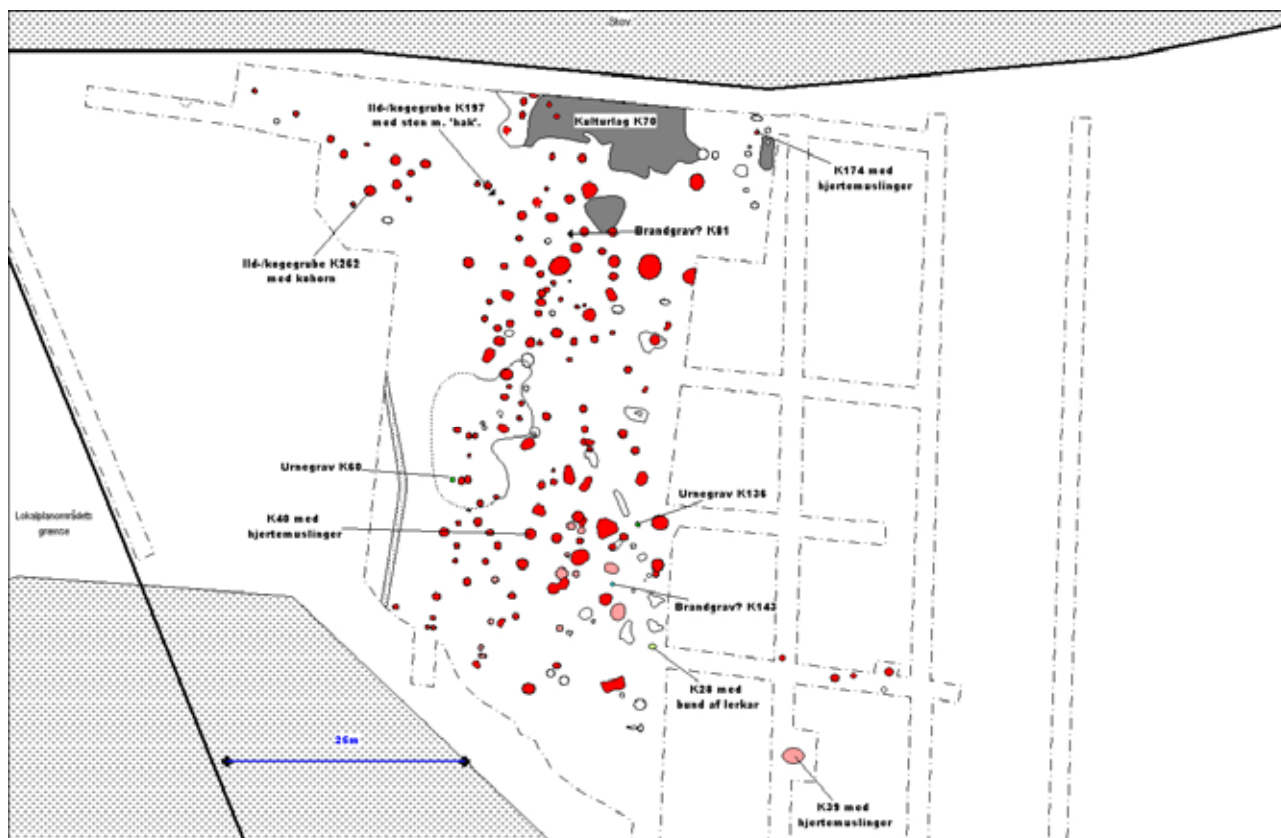 Skov
Ild-/kogegrube K197
med sten m. 'hak'.
Kulturlag K70
K174 med
hjertemuslinger
Brandgrav? K81
Ild-/kogegrube K262
med kohorn
Urnegrav K60
Urnegrav K136
Lokalplanområdets
grense
K40 med
hjertemuslinger
Brandgrav? K143
K28 med
bund af lerkar
25m
K39 med
hjertemuslinger